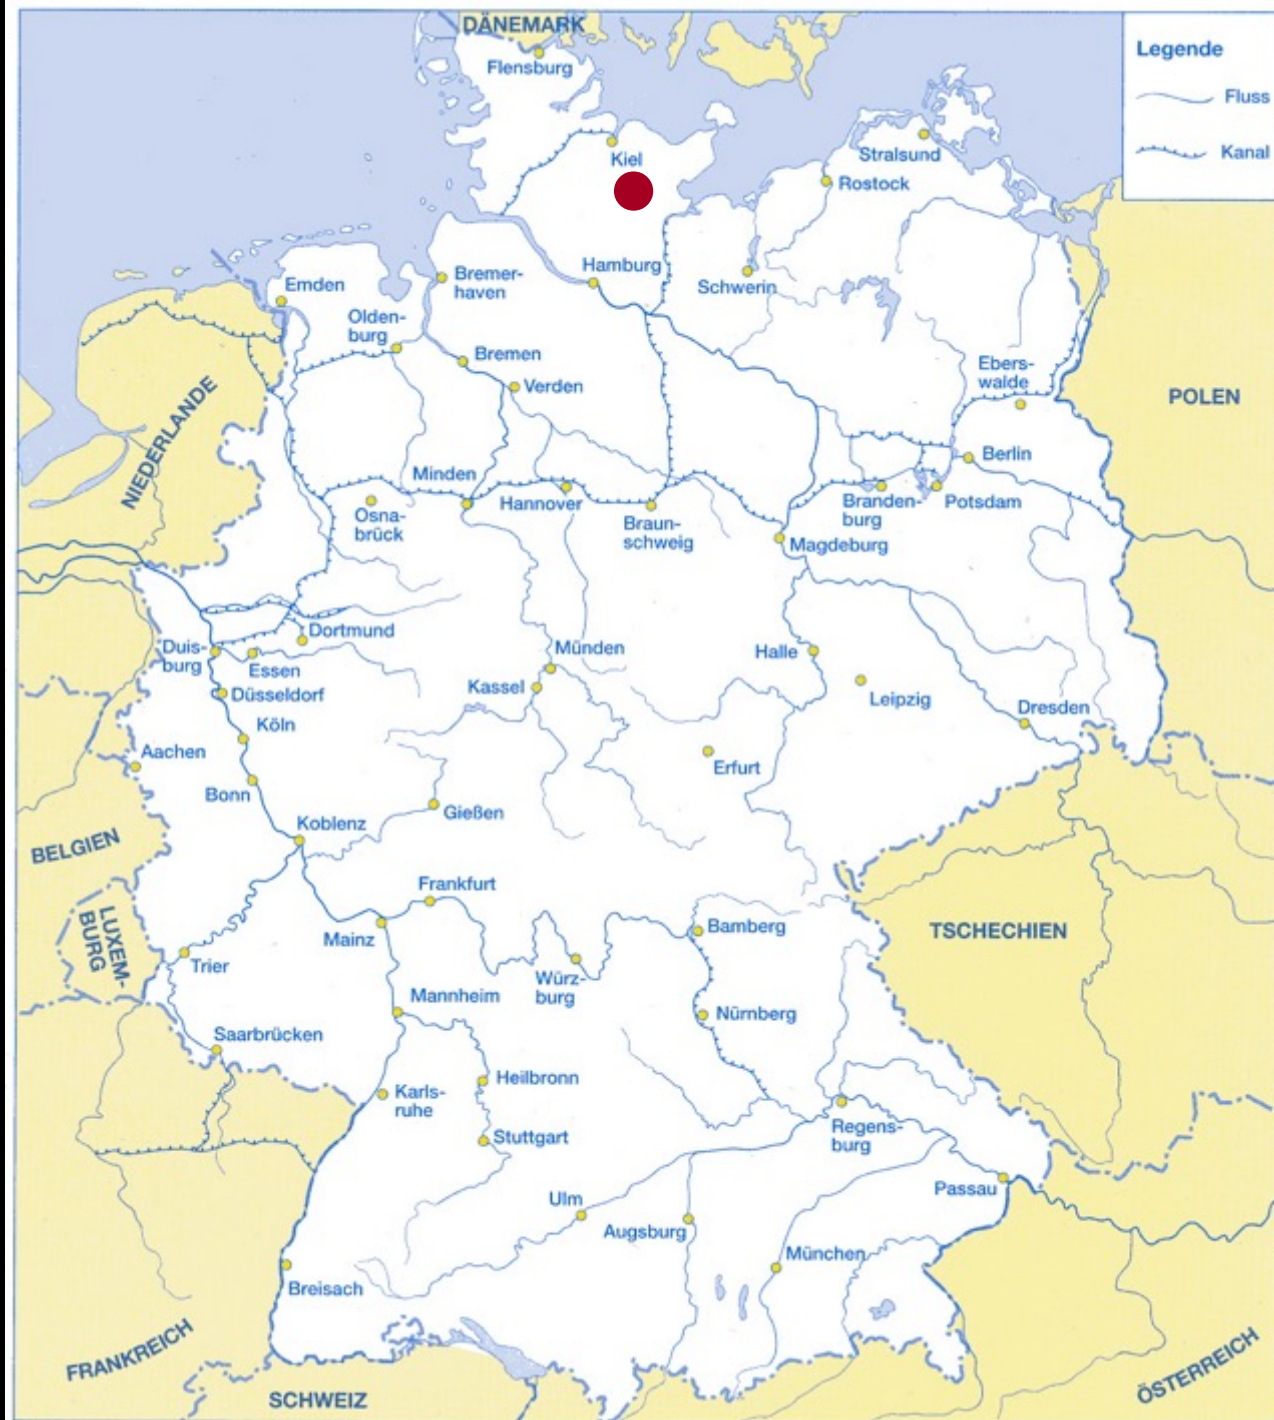 DÄNEMARK
Legende
Flensburg
Fluss
Kiel
Stralsund
Kanal
Rostock
Hamburg
Bremer-
haven
Schwerin
Emden
Olden-
burg
Bremen
Ebers-
walde
Verden
NIEDERLANDE
POLEN
Berlin
Minden
Osna-
brück
Hannover
Braun-
schweig
Branden-
burg
Potsdam
Magdeburg
Dortmund
Duis-
burg
Essen
Münden
Halle
Düsseldorf
Kassel
Leipzig
Köln
Dresden
Aachen
Erfurt
Bonn
Gießen
Koblenz
BELGIEN
Frankfurt
LUXEM-
BURG
Mainz
Bamberg
TSCHECHIEN
Trier
Würz-
burg
Mannheim
Nürnberg
Saarbrücken
Heilbronn
Karls-
ruhe
Stuttgart
Regens-
burg
Passau
Ulm
Augsburg
München
Breisach
FRANKREICH
SCHWEIZ
ÖSTERREICH